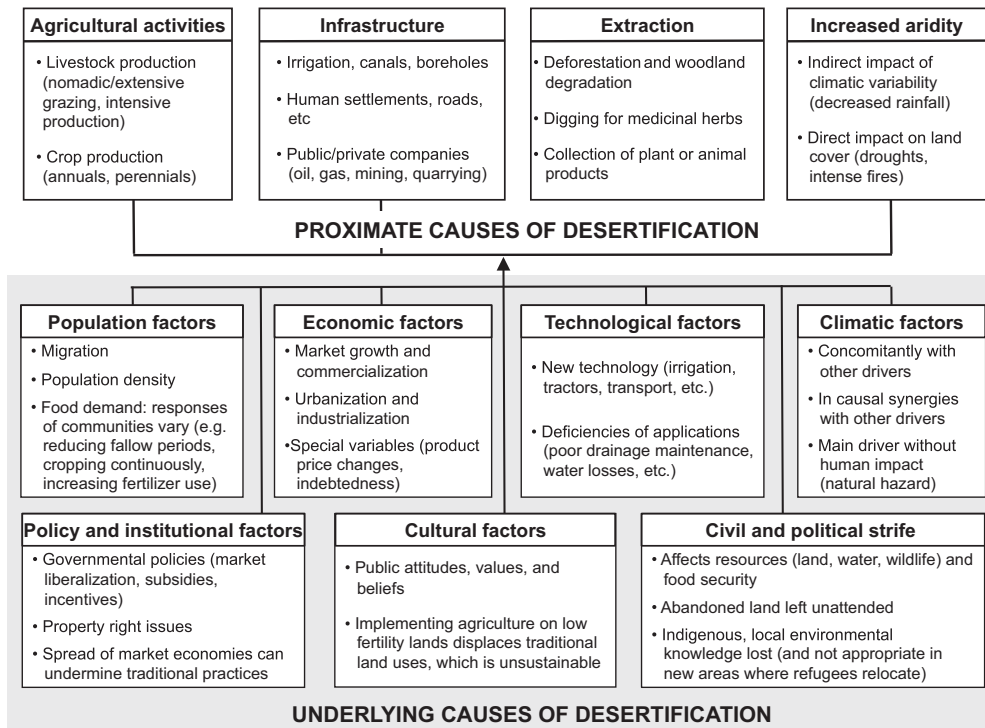 Agricultural activities
• Livestock production
(nomadic/extensive
grazing, intensive
production)
• Crop production
(annuals, perennials)
Infrastructure
• Irrigation, canals, boreholes
• Human settlements, roads,
etc
• Public/private companies
(oil, gas, mining, quarrying)
Extraction
• Deforestation and woodland
degradation
• Digging for medicinal herbs
• Collection of plant or animal
products
Increased aridity
• Indirect impact of
climatic variability
(decreased rainfall)
• Direct impact on land
cover (droughts,
intense fires)
PROXIMATE CAUSES OF DESERTIFICATION
Population factors
• Migration
• Population density
• Food demand: responses
of communities vary (e.g.
reducing fallow periods,
cropping continuously,
increasing fertilizer use)
Economic factors
• Market growth and
commercialization
• Urbanization and
industrialization
•Special variables (product
price changes,
indebtedness)
Technological factors
• New technology (irrigation,
tractors, transport, etc.)
• Deficiencies of applications
(poor drainage maintenance,
water losses, etc.)
Climatic factors
• Concomitantly with
other drivers
• In causal synergies
with other drivers
• Main driver without
human impact
(natural hazard)
Policy and institutional factors
• Governmental policies (market
liberalization, subsidies,
incentives)
• Property right issues
• Spread of market economies can
undermine traditional practices
Cultural factors
• Public attitudes, values, and
beliefs
• Implementing agriculture on low
fertility lands displaces traditional
land uses, which is unsustainable
Civil and political strife
• Affects resources (land, water, wildlife) and
food security
• Abandoned land left unattended
• Indigenous, local environmental
knowledge lost (and not appropriate in
new areas where refugees relocate)
UNDERLYING CAUSES OF DESERTIFICATION